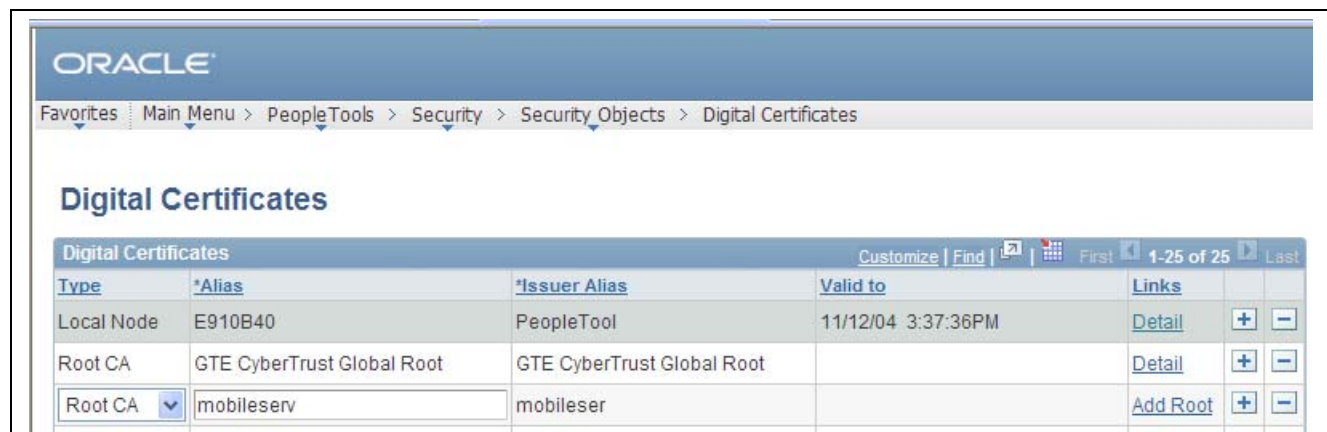 ORACLE
Favorites Main Menu > PeopleTools > Security > Security Objects > Digital Certificates
Digital Certificates
Digital Certificates Customize | Find | | First 1-25 of 25 Last
Type *Alias *Issuer Alias Valid to Links
Local Node E910B40 PeopleTool 11/12/04 3:37:36PM Detail
Root CA GTE CyberTrust Global Root GTE CyberTrust Global Root Detail
Root CA mobileserv mobileser Add Root